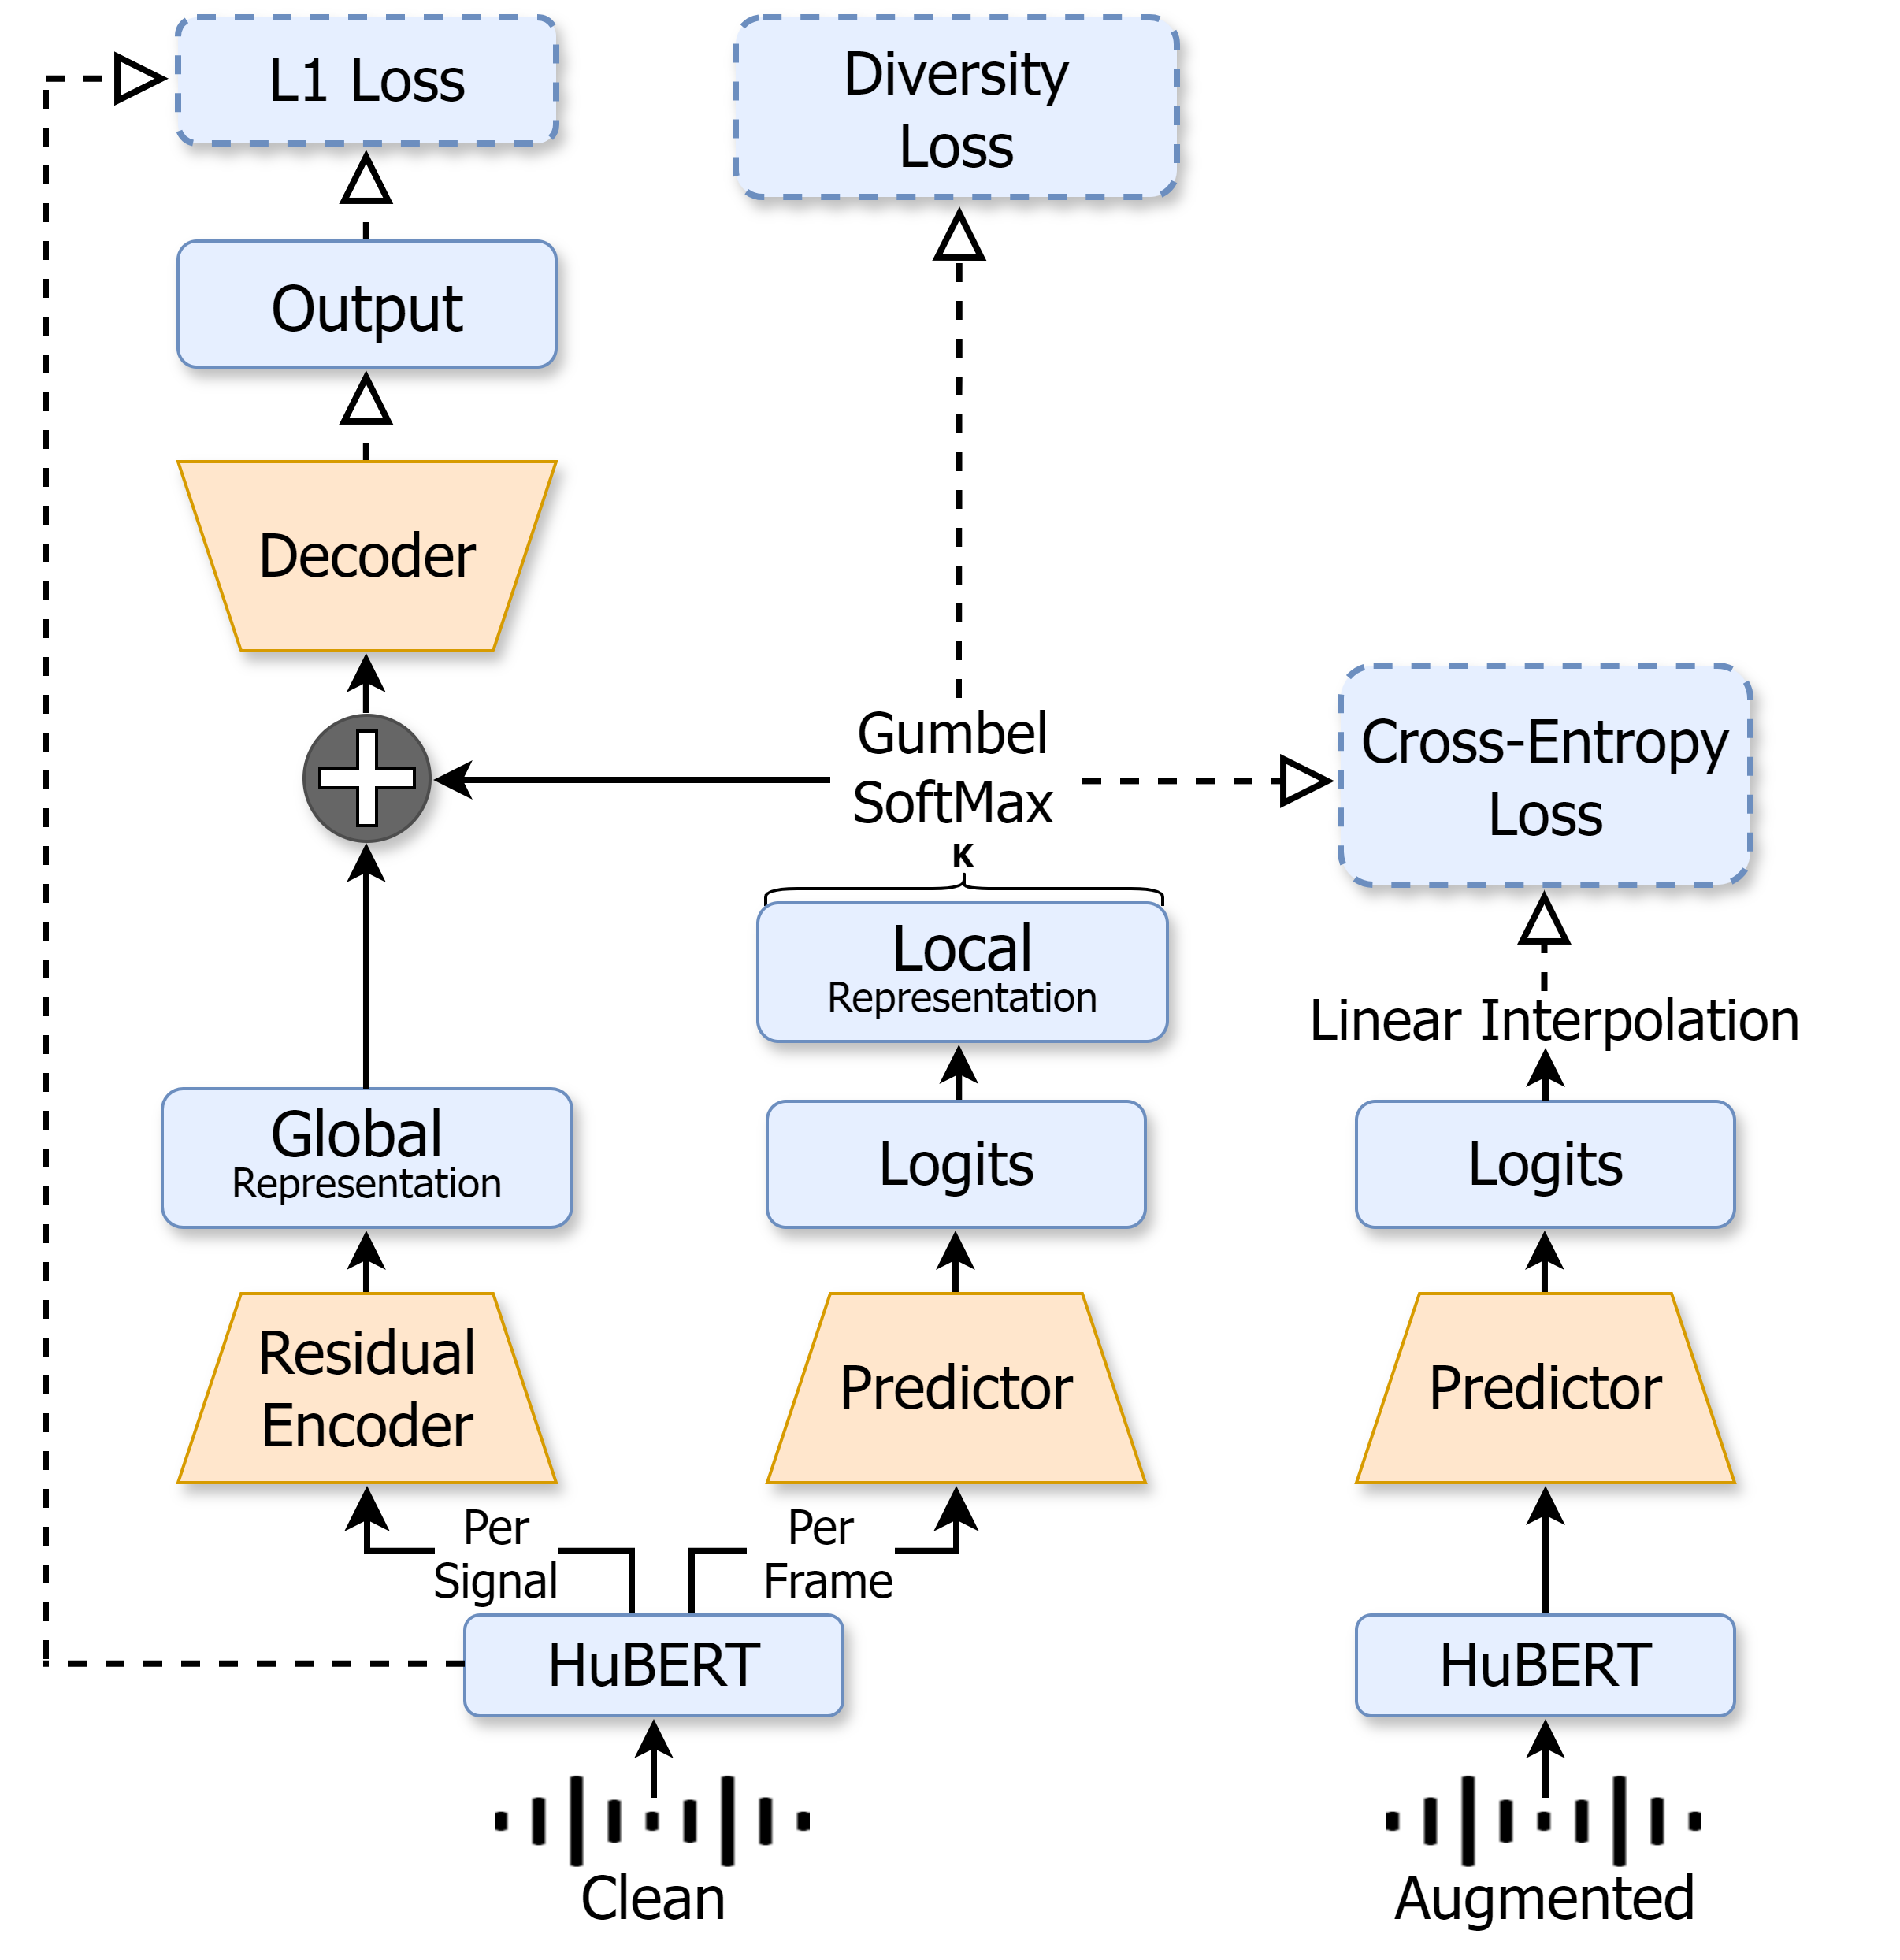 L1 Loss
Diversity
Loss
Output
Decoder
Gumbel
SoftMax
K
Cross-Entropy
Loss
Local
Representation
Linear Interpolation
Global
Representation
Logits
Logits
Residual
Encoder
Predictor
Predictor
Per
Signal
Per
Frame
HuBERT
HuBERT
Clean
Augmented